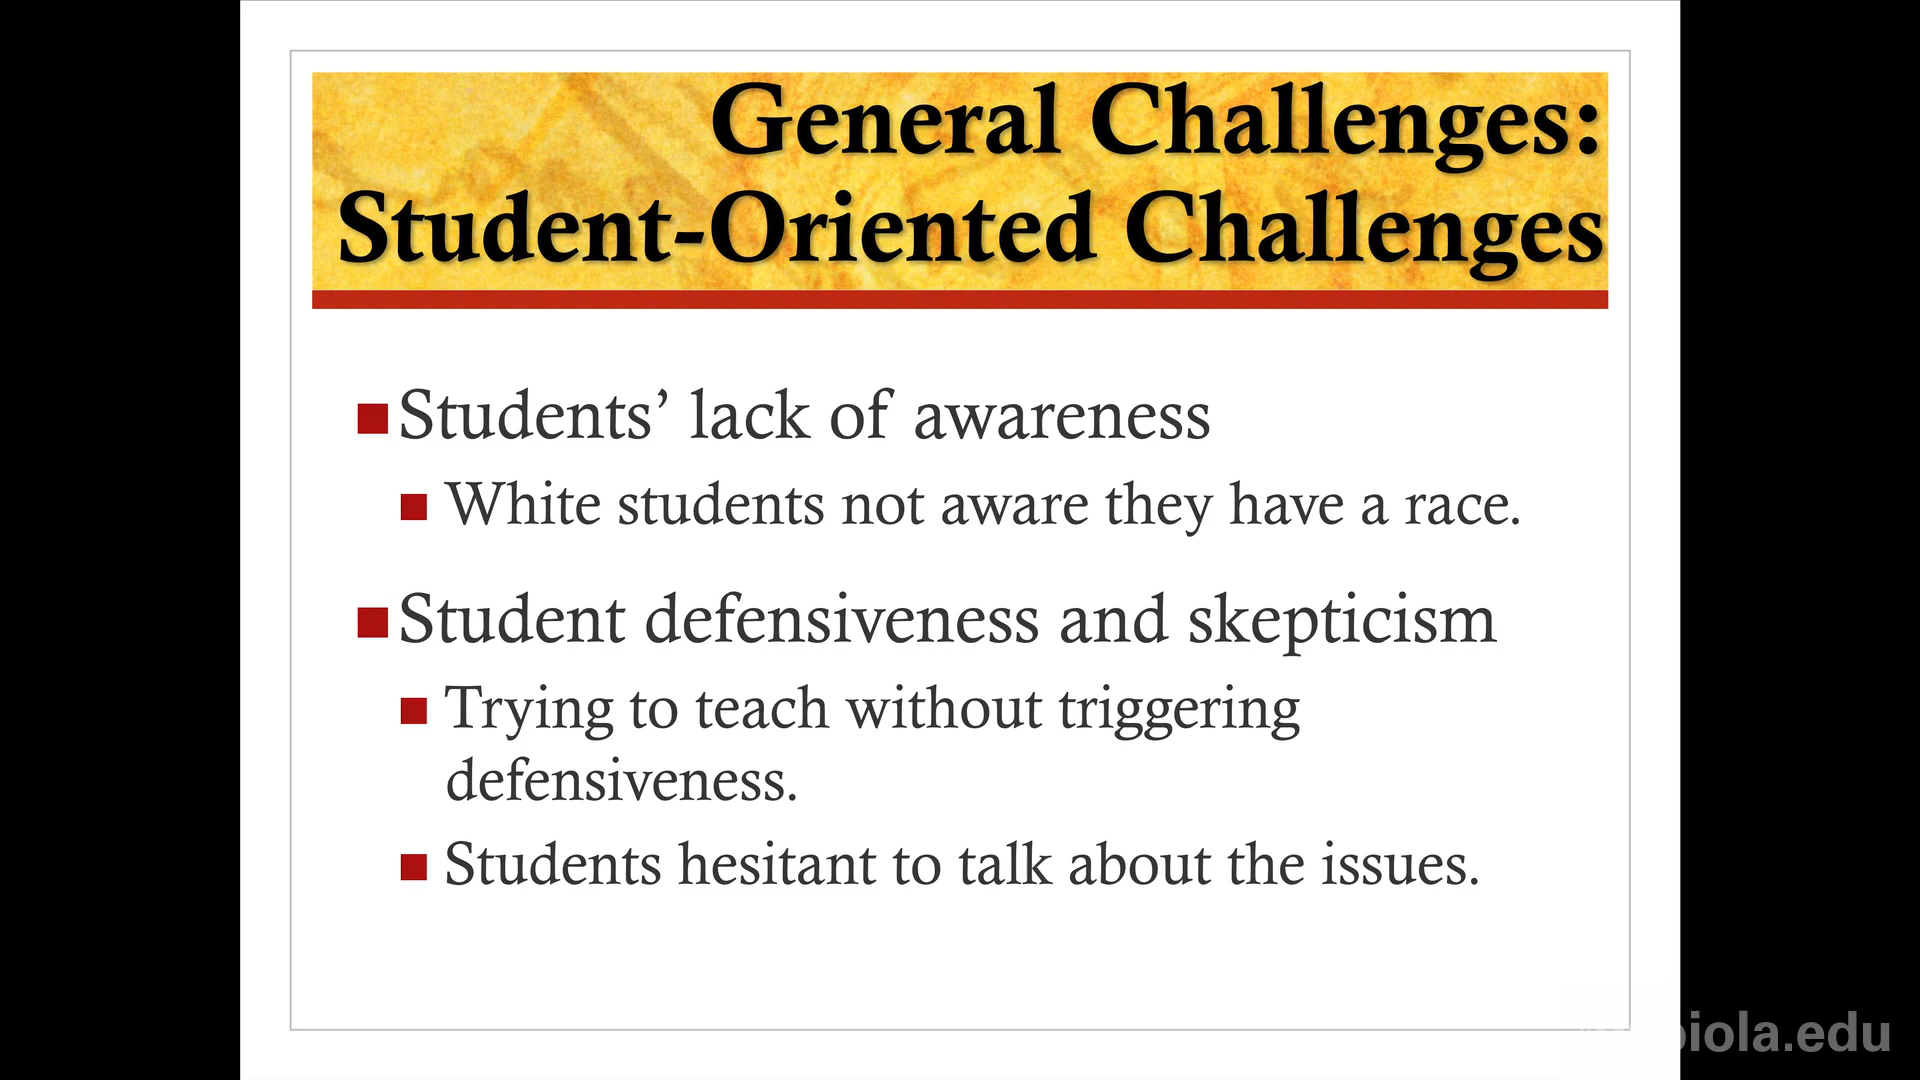 General Challenges:
Student-Oriented Challenges
Students’ lack of awareness
White students not aware they have a race.
Student defensiveness and skepticism
Trying to teach without triggering
defensiveness.
Students hesitant to talk about the issues.
biola.edu